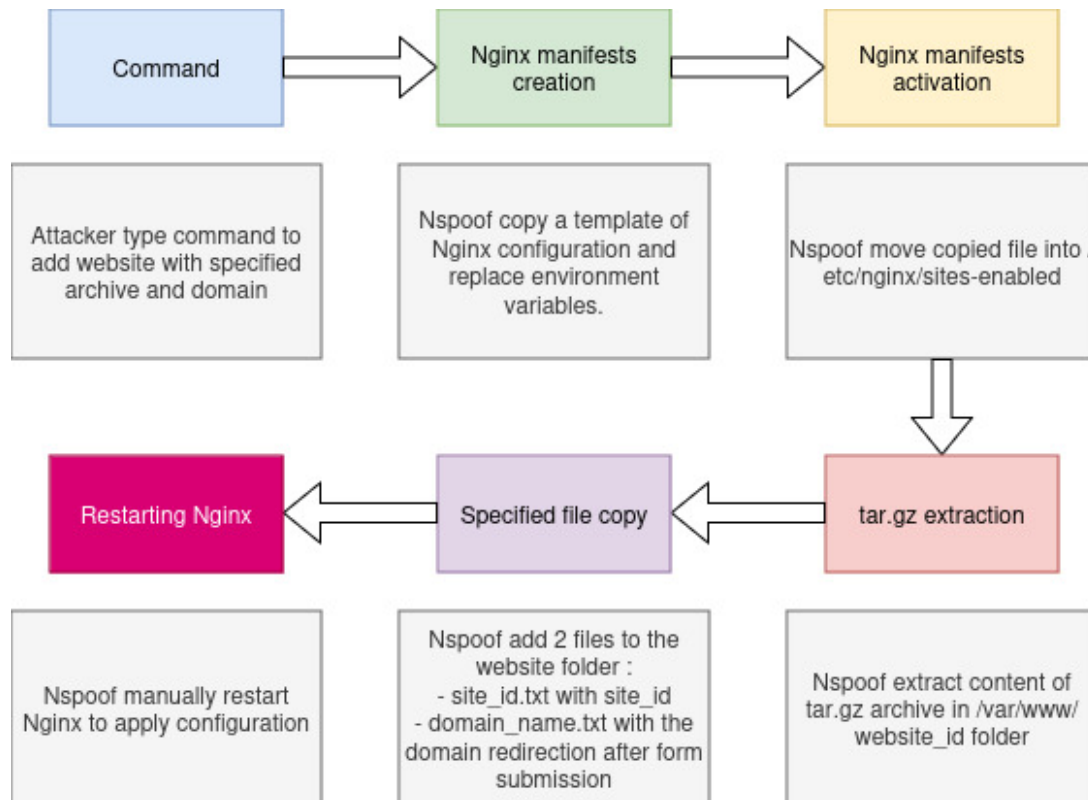 Command
Nginx manifests
creation
Nginx manifests
activation
Attacker type command to
add website with specified
archive and domain
Nspoof copy a template of
Nginx configuration and
replace environment
variables.
Nspoof move copied file into /
etc/nginx/sites-enabled
Restarting Nginx
Specified file copy
tar.gz extraction
Nspoof manually restart
Nginx to apply configuration
Nspoof add 2 files to the
website folder :
- site_id.txt with site_id
- domain_name.txt with the
domain redirection after form
submission
Nspoof extract content of
tar.gz archive in /var/www/
website_id folder